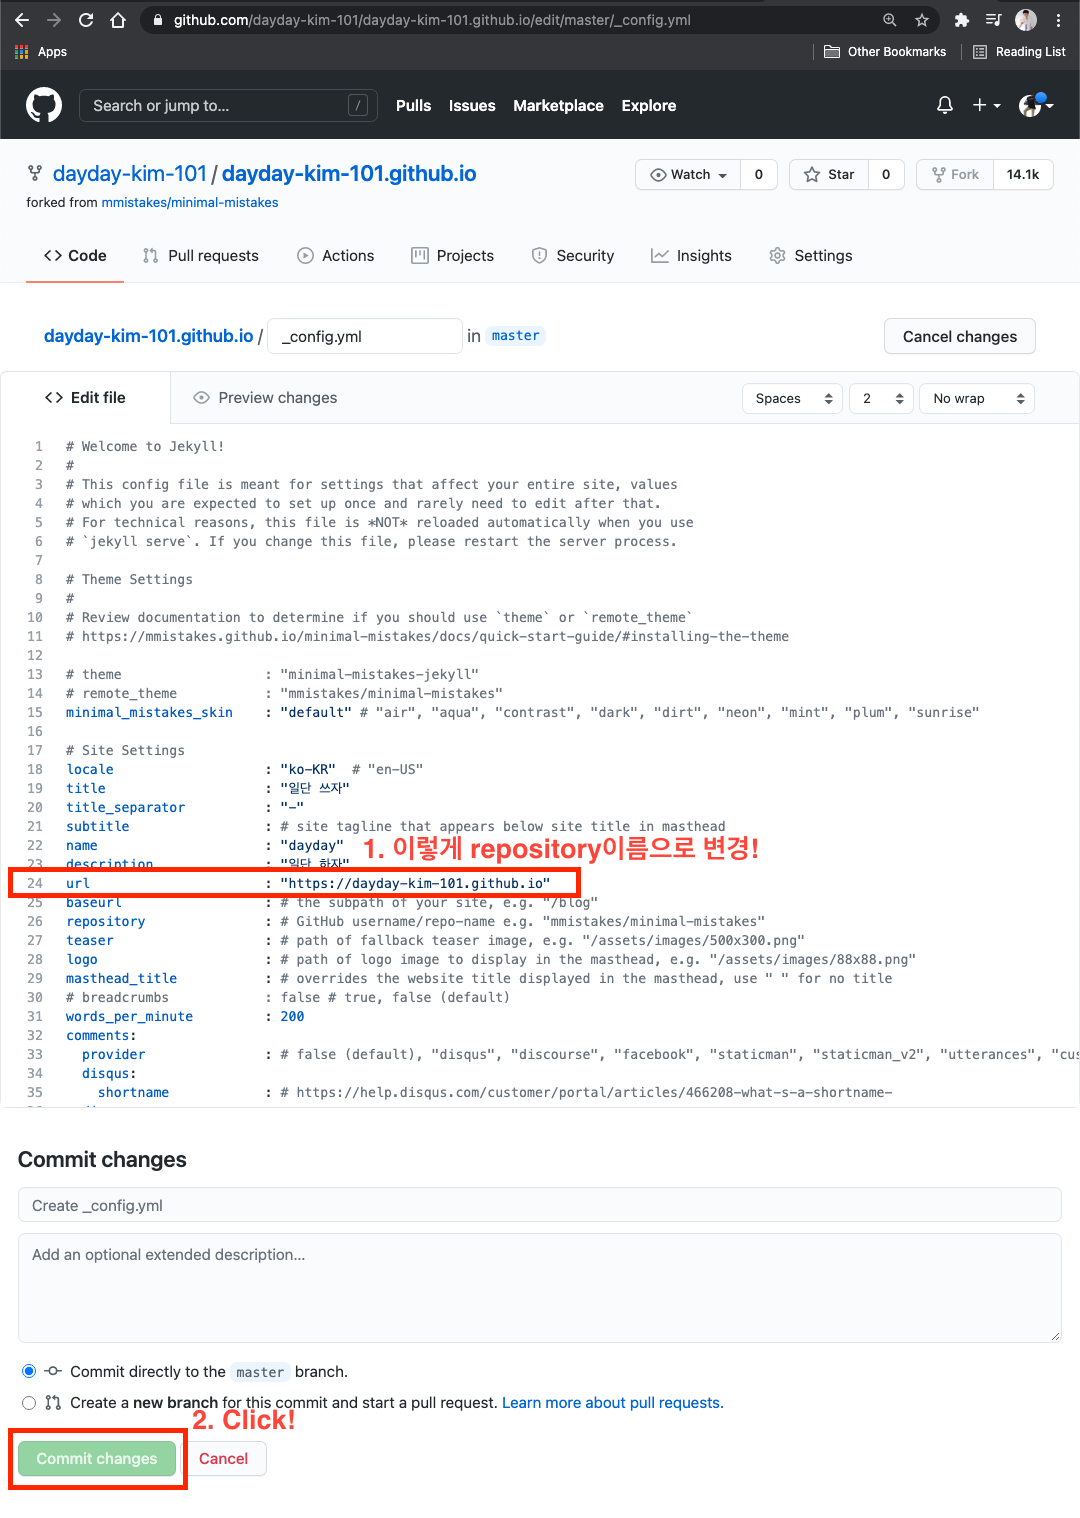 github.com/dayday-kim-101/dayday-kim-101.github.io/edit/master/_config.yml
Apps
Other Bookmarks
Reading List
Search or jump to...
/
Pulls
Issues
Marketplace
Explore
dayday-kim-101 / dayday-kim-101.github.io
Watch 0
Star 0
Fork 14.1k
forked from mmistakes/minimal-mistakes
Code
Pull requests
Actions
Projects
Security
Insights
Settings
dayday-kim-101.github.io / _config.yml in master
Cancel changes
Edit file
Preview changes
Spaces
2
No wrap
1 # Welcome to Jekyll!
2 #
3 # This config file is meant for settings that affect your entire site, values
4 # which you are expected to set up once and rarely need to edit after that.
5 # For technical reasons, this file is *NOT* reloaded automatically when you use
6 # `jekyll serve`. If you change this file, please restart the server process.
7
8 # Theme Settings
9 #
10 # Review documentation to determine if you should use `theme` or `remote_theme`
11 # https://mmistakes.github.io/minimal-mistakes/docs/quick-start-guide/#installing-the-theme
12
13 # theme : "minimal-mistakes-jekyll"
14 # remote_theme : "mmistakes/minimal-mistakes"
15 minimal_mistakes_skin : "default" # "air", "aqua", "contrast", "dark", "dirt", "neon", "mint", "plum", "sunrise"
16
17 # Site Settings
18 locale : "ko-KR" # "en-US"
19 title : "일단 쓰자"
20 title_separator : "-"
21 subtitle : # site tagline that appears below site title in masthead
22 name : "dayday"
1. 이렇게 repository이름으로 변경!
23 description : "일단 하자"
24 url : "https://dayday-kim-101.github.io"
25 baseurl : # the subpath of your site, e.g. "/blog"
26 repository : # GitHub username/repo-name e.g. "mmistakes/minimal-mistakes"
27 teaser : # path of fallback teaser image, e.g. "/assets/images/500x300.png"
28 logo : # path of logo image to display in the masthead, e.g. "/assets/images/88x88.png"
29 masthead_title : # overrides the website title displayed in the masthead, use " " for no title
30 # breadcrumbs : false # true, false (default)
31 words_per_minute : 200
32 comments:
33 provider : # false (default), "disqus", "discourse", "facebook", "staticman", "staticman_v2", "utterances", "cus
34 disqus:
35 shortname : # https://help.disqus.com/customer/portal/articles/466208-what-s-a-shortname-
Commit changes
Create _config.yml
Add an optional extended description...
Commit directly to the master branch.
Create a new branch for this commit and start a pull request. Learn more about pull requests.
2. Click!
Commit changes
Cancel